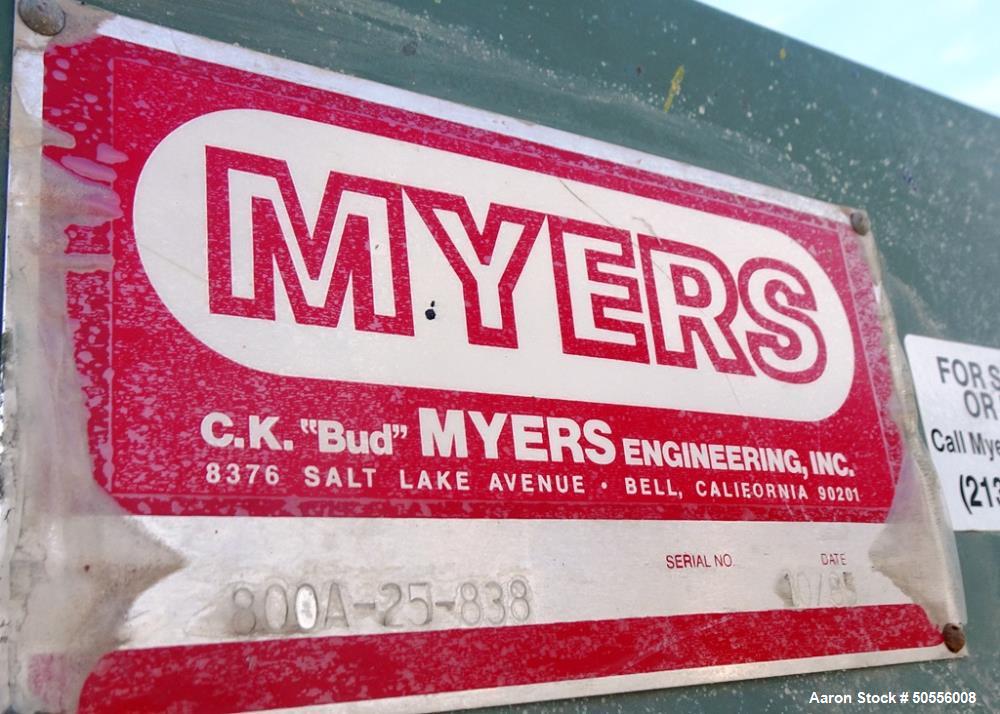 MYERS
C.K. "Bud" MYERS ENGINEERING, INC.
8376 SALT LAKE AVENUE • BELL, CALIFORNIA 90201
SERIAL NO. DATE
800A-25-838 10/85
FOR S
OR
Call Mye
(213
Aaron Stock # 50556008